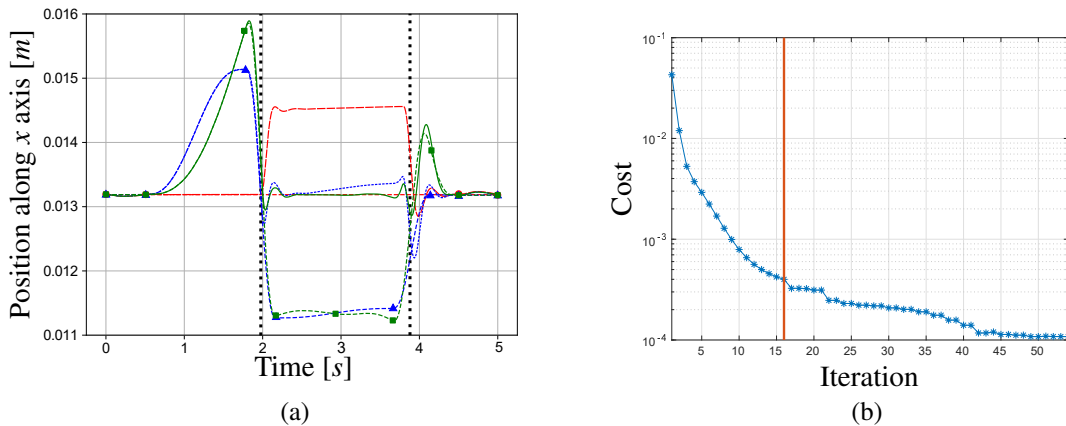 0.016
0.015
0.014
0.013
0.012
0.011
Position along x axis [m]
0 1 2 3 4 5
Time [s]
(a)
10^-1
10^-2
10^-3
10^-4
Cost
5 10 15 20 25 30 35 40 45 50
Iteration
(b)